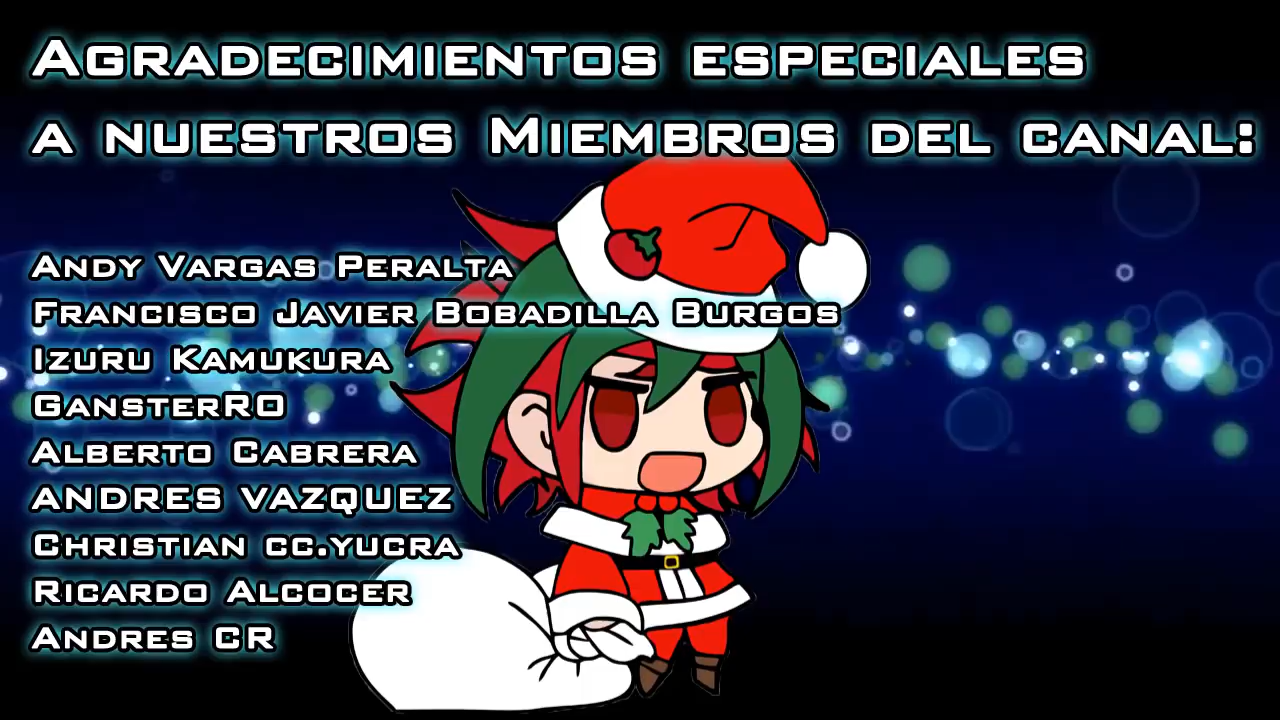 Agradecimientos especiales
a nuestros Miembros del canal:
Andy Vargas Peralta
Francisco Javier Bobadilla Burgos
Izuru Kamukura
GansterRO
Alberto Cabrera
ANDRES VAZQUEZ
Christian cc.yucra
Ricardo Alcocer
Andres CR